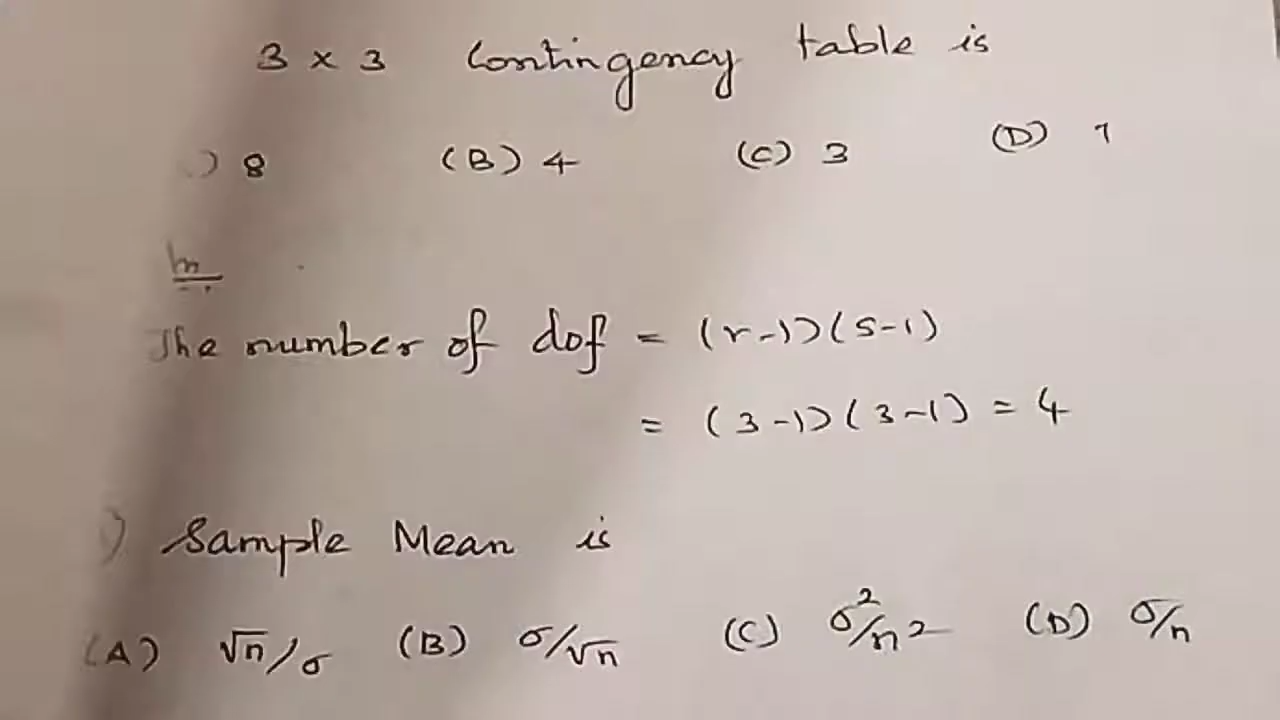 3 × 3 Contingency table is
) 8 (B) 4 (C) 3 (D)
The number of dof = (r-1)(s-1)
= (3-1)(3-1) = 4
) Sample Mean is
(A) √n/σ (B) σ/√n (C) σ²/n² (D) σ/n